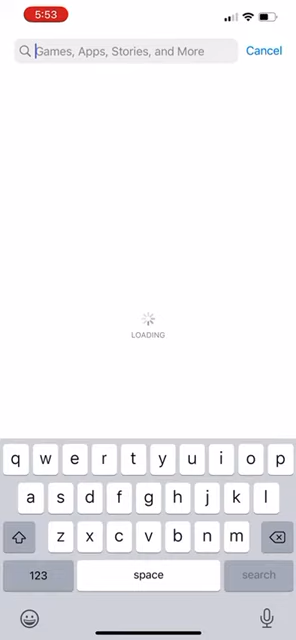 5:53
Games, Apps, Stories, and More
Cancel
LOADING
q w e r t y u i o p
a s d f g h j k l
z x c v b n m
123 space search